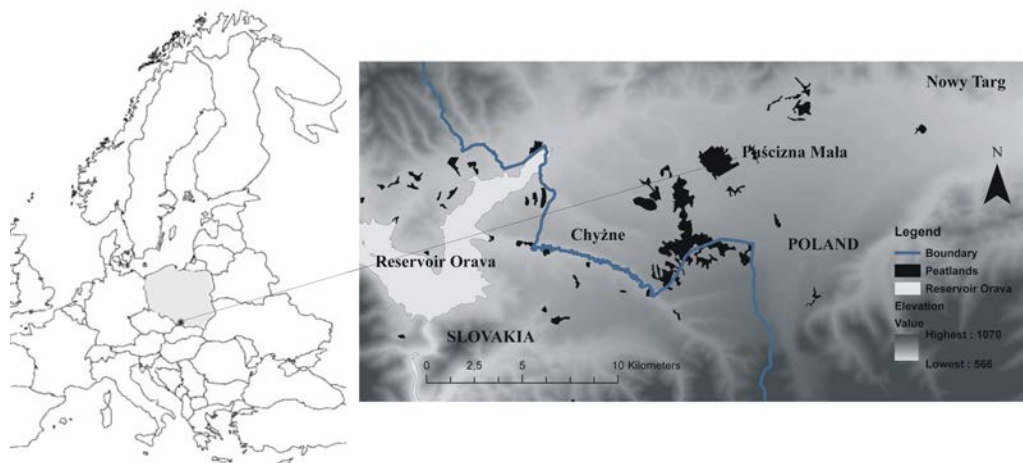 Nowy Targ
Puścizna Mała
N
Chyżne
POLAND
Reservoir Orava
SLOVAKIA
0 2,5 5 10 Kilometers
Legend
Boundary
Peatlands
Reservoir Orava
Elevation
Value
Highest : 1070
Lowest : 566